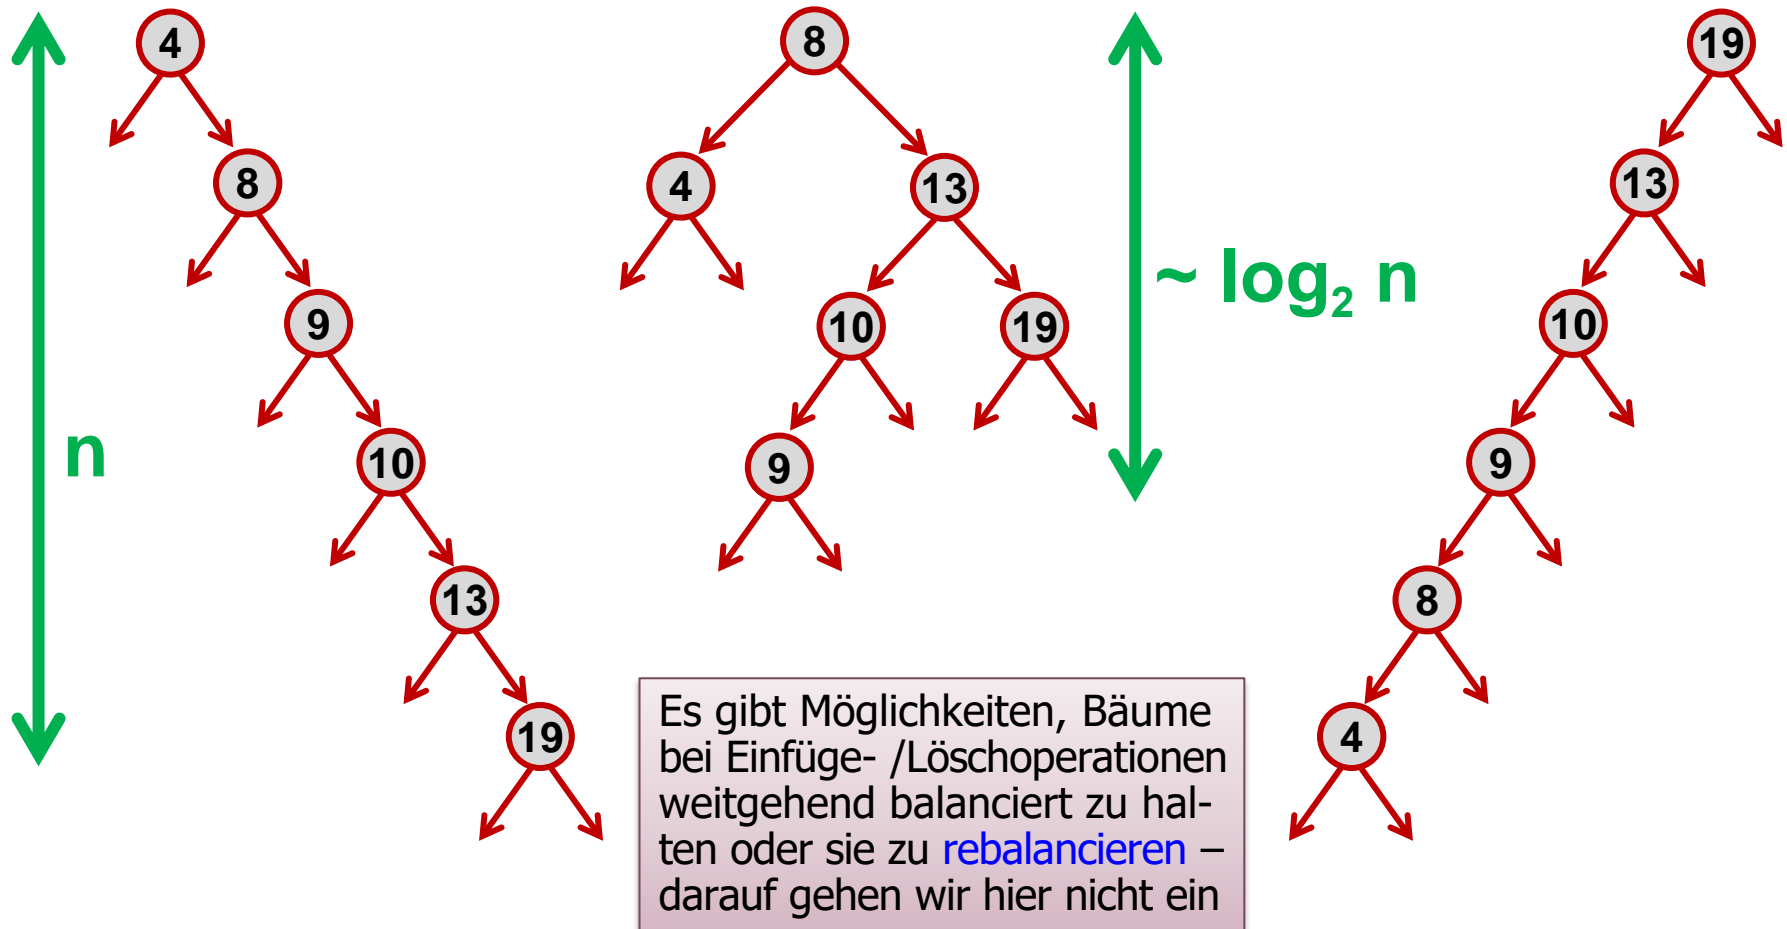 4
8
9
10
13
19
n
8
4
13
10
19
9
~ log₂ n
19
13
10
9
8
4
Es gibt Möglichkeiten, Bäume
bei Einfüge- /Löschoperationen
weitgehend balanciert zu hal-
ten oder sie zu rebalancieren –
darauf gehen wir hier nicht ein